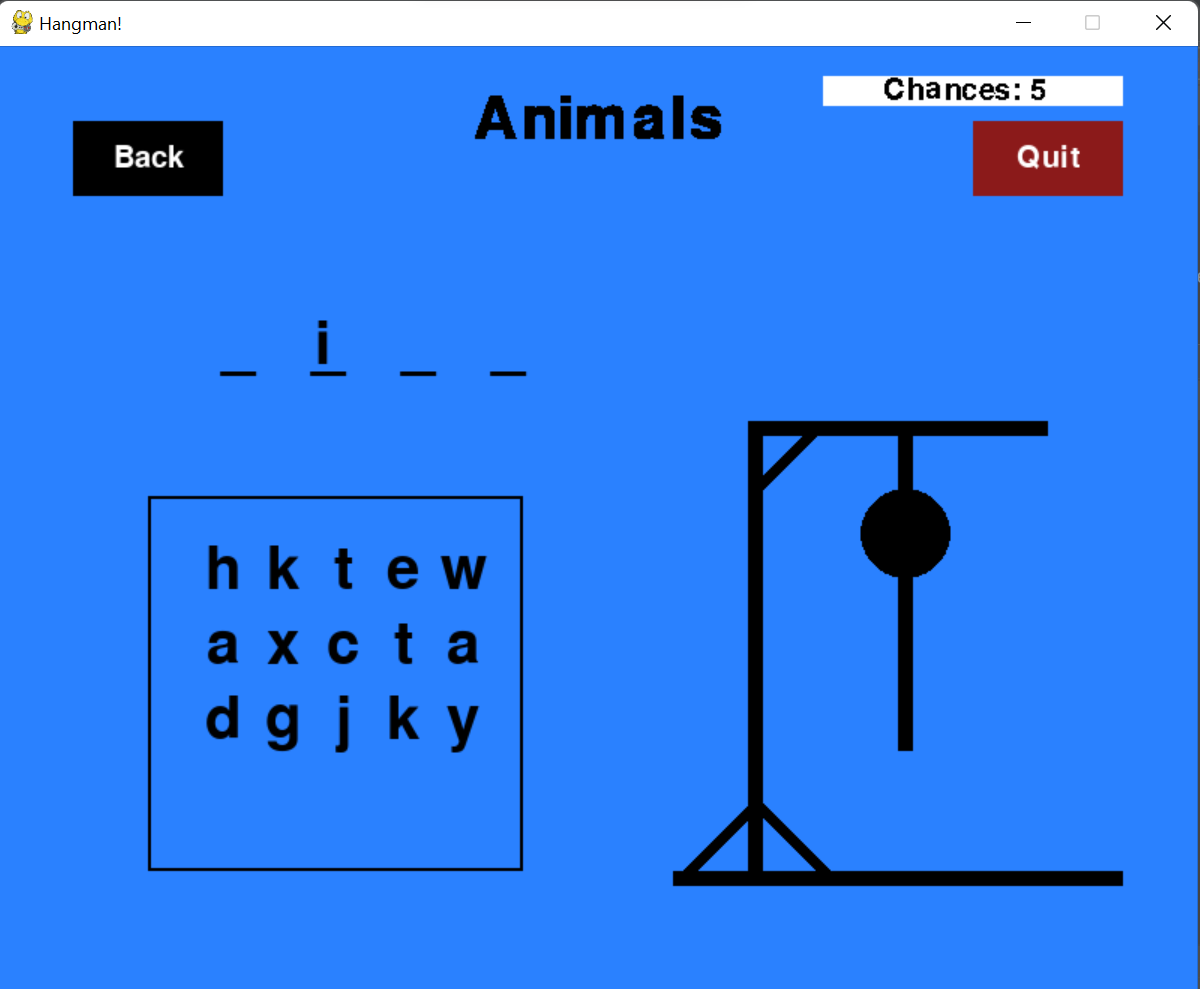 Hangman!
Chances: 5
Animals
Back
Quit
_ i _ _
h k t e w
a x c t a
d g j k y